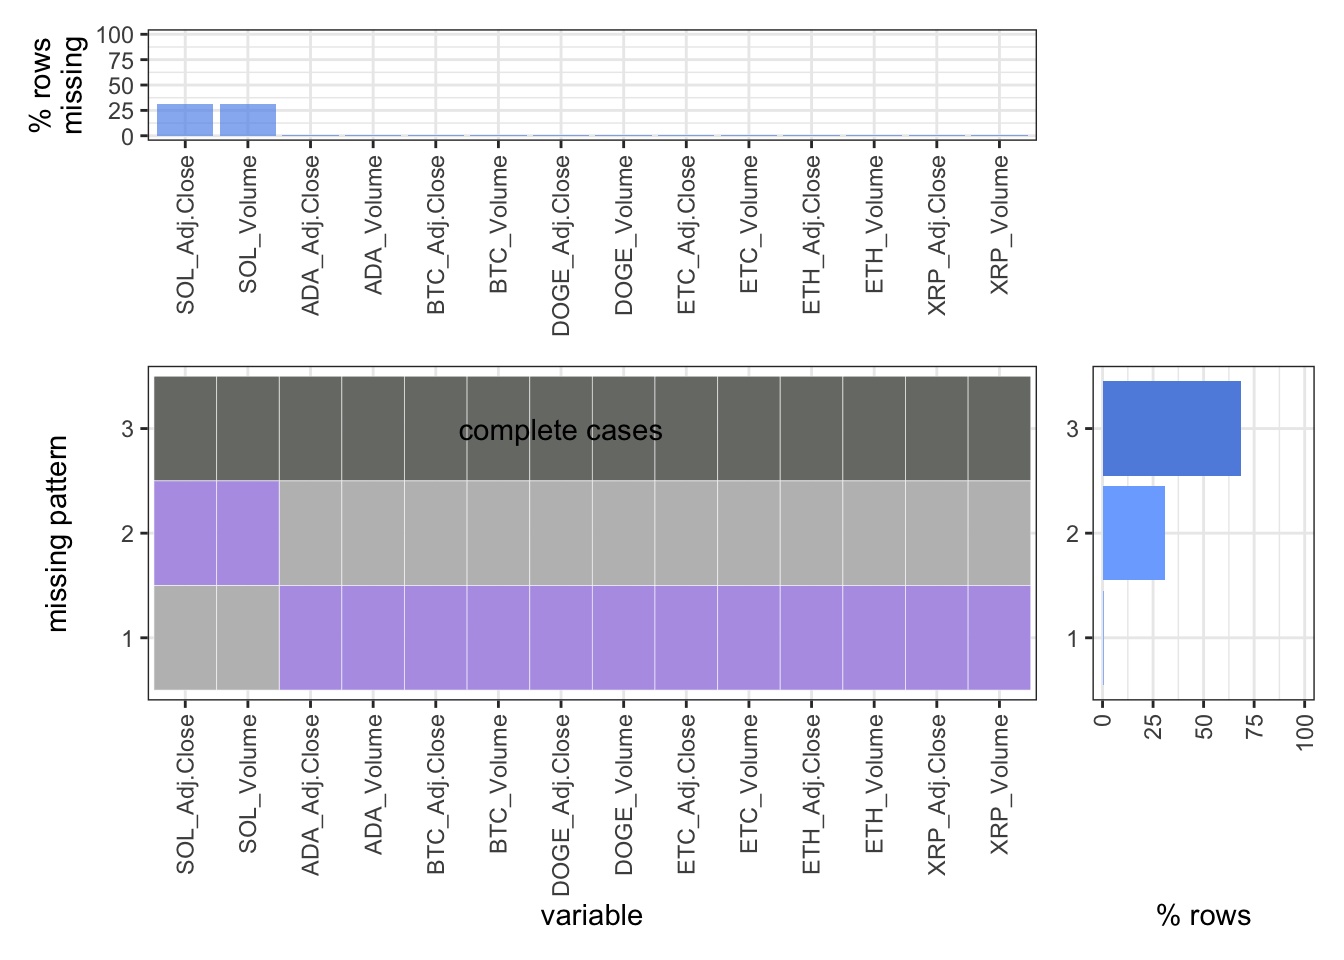 % rows
missing
100
75
50
25
0
SOL_Adj.Close
SOL_Volume
ADA_Adj.Close
ADA_Volume
BTC_Adj.Close
BTC_Volume
DOGE_Adj.Close
DOGE_Volume
ETC_Adj.Close
ETC_Volume
ETH_Adj.Close
ETH_Volume
XRP_Adj.Close
XRP_Volume
missing pattern
3
2
1
complete cases
SOL_Adj.Close
SOL_Volume
ADA_Adj.Close
ADA_Volume
BTC_Adj.Close
BTC_Volume
DOGE_Adj.Close
DOGE_Volume
ETC_Adj.Close
ETC_Volume
ETH_Adj.Close
ETH_Volume
XRP_Adj.Close
XRP_Volume
variable
3
2
1
0
25
50
75
100
% rows